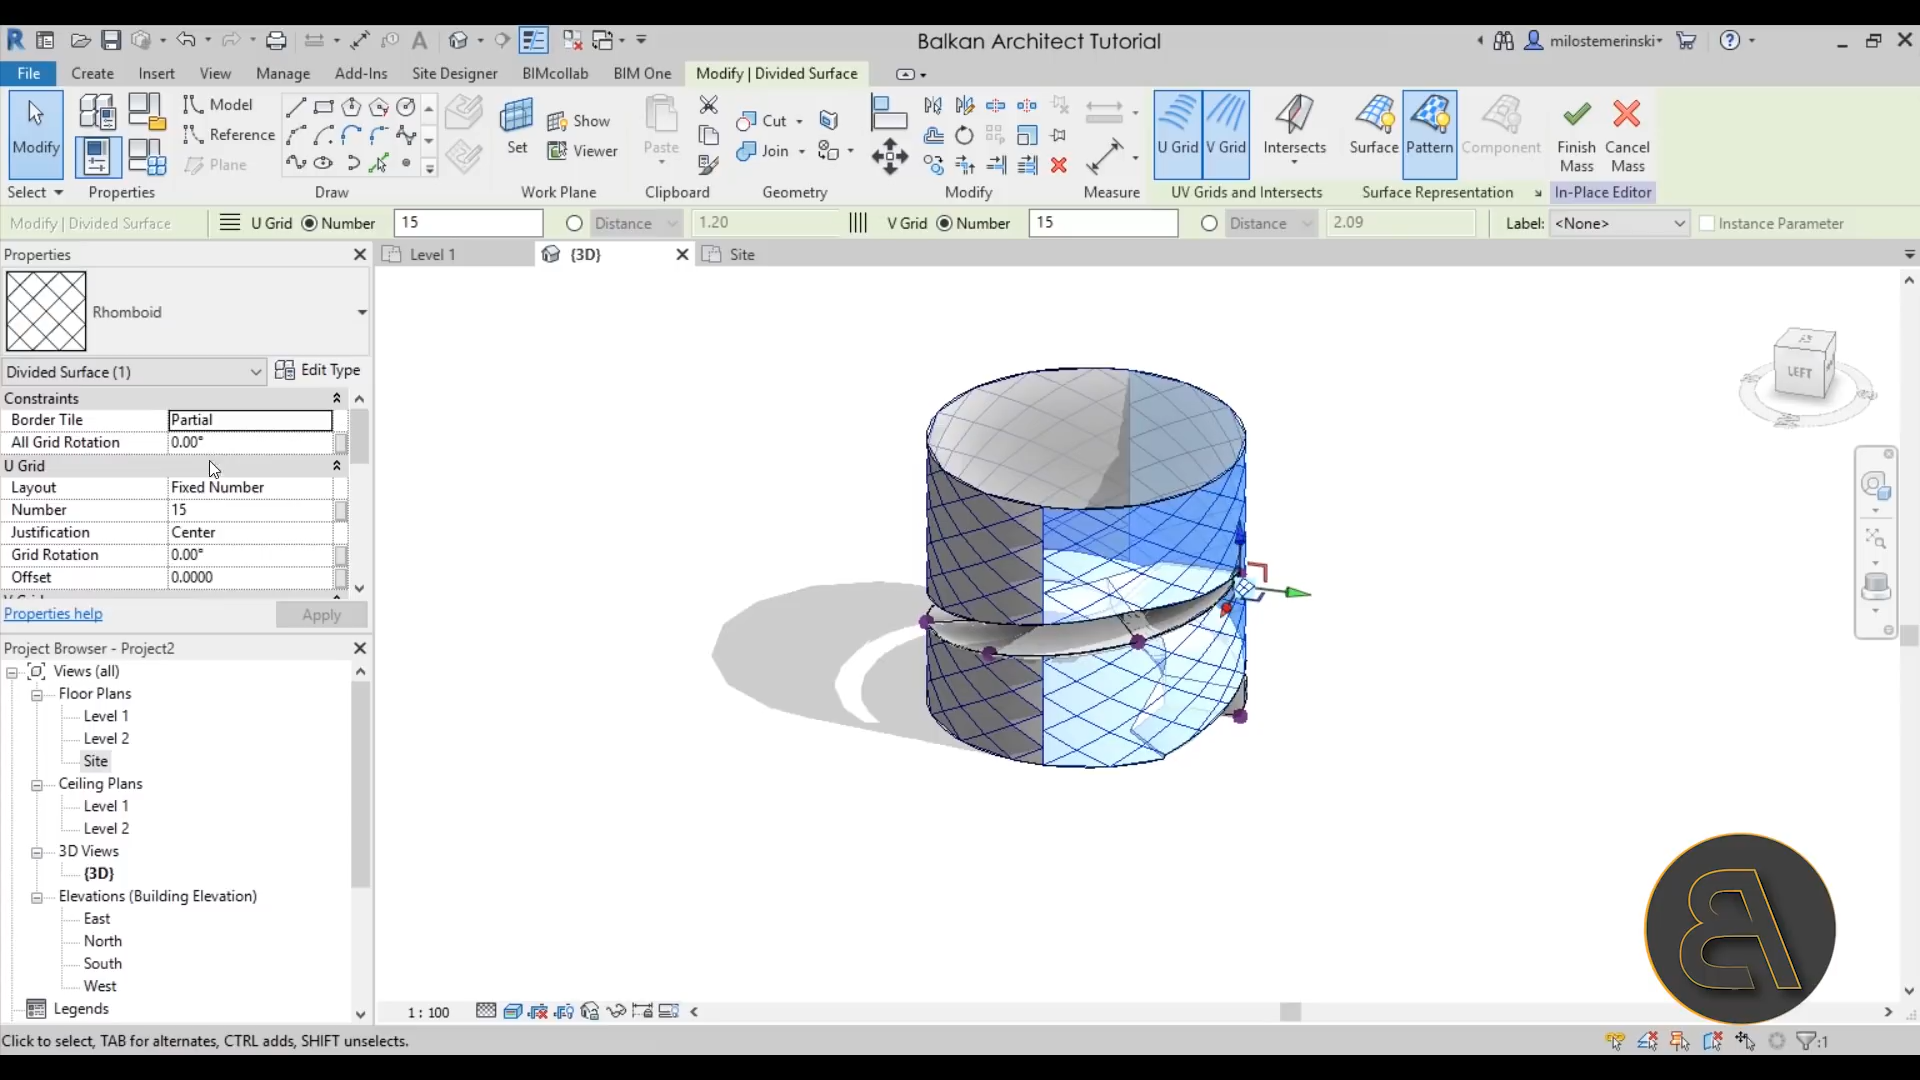 Balkan Architect Tutorial
milostemerinski
File Create Insert View Manage Add-Ins Site Designer BIMcollab BIM One Modify | Divided Surface
Modify
Model
Reference
Plane
Set
Show
Viewer
Paste
Cut
Join
U Grid V Grid Intersects Surface Pattern Component Finish Mass Cancel Mass
Select Properties Draw Work Plane Clipboard Geometry Modify Measure UV Grids and Intersects Surface Representation In-Place Editor
Modify | Divided Surface U Grid Number 15 Distance 1.20 V Grid Number 15 Distance 2.09 Label: <None> Instance Parameter
Properties
Level 1 {3D} Site
Rhomboid
Divided Surface (1) Edit Type
Constraints
Border Tile Partial
All Grid Rotation 0.00°
U Grid
Layout Fixed Number
Number 15
Justification Center
Grid Rotation 0.00°
Offset 0.0000
Properties help Apply
LEFT
Project Browser - Project2
Views (all)
Floor Plans
Level 1
Level 2
Site
Ceiling Plans
Level 1
Level 2
3D Views
{3D}
Elevations (Building Elevation)
East
North
South
West
Legends
1 : 100
Click to select, TAB for alternates, CTRL adds, SHIFT unselects.
:1